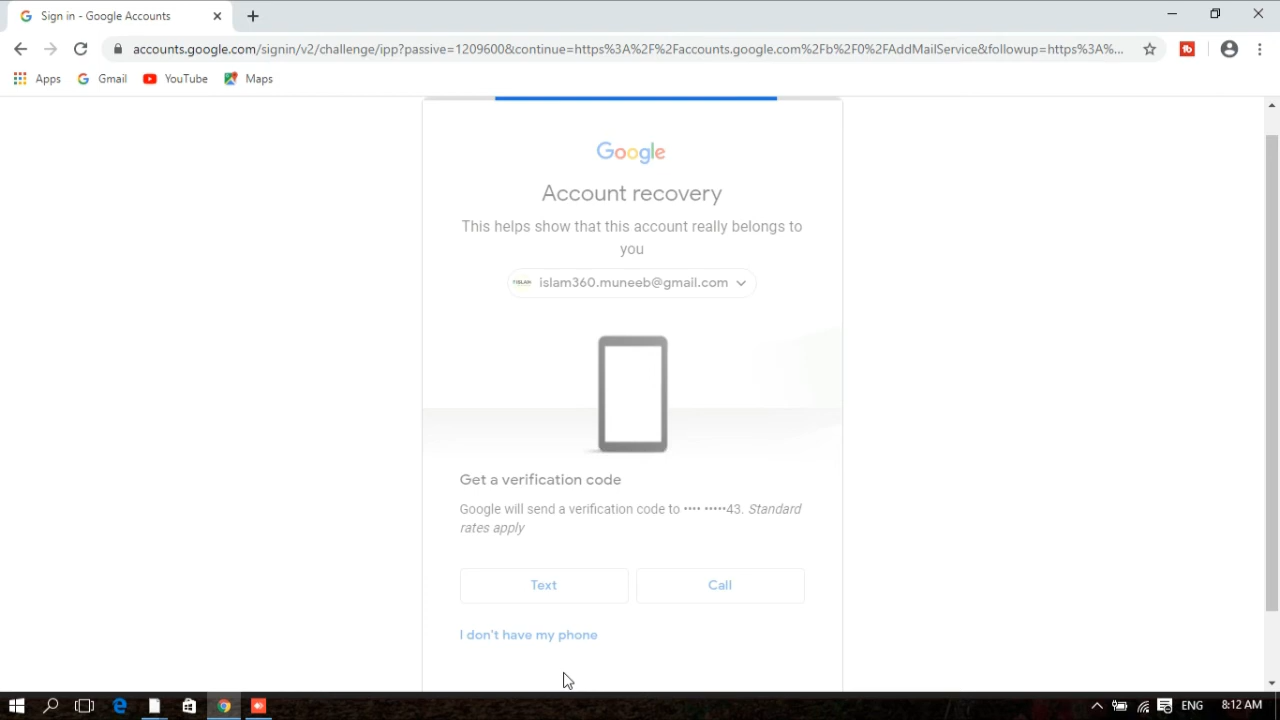 Sign in - Google Accounts
accounts.google.com/signin/v2/challenge/ipp?passive=1209600&continue=https%3A%2F%2Faccounts.google.com%2Fb%2F0%2FAddMailService&followup=https%3A%...
Apps Gmail YouTube Maps
Google
Account recovery
This helps show that this account really belongs to
you
islam360.muneeb@gmail.com
Get a verification code
Google will send a verification code to •••• •••••43. Standard
rates apply
Text Call
I don't have my phone
ENG 8:12 AM